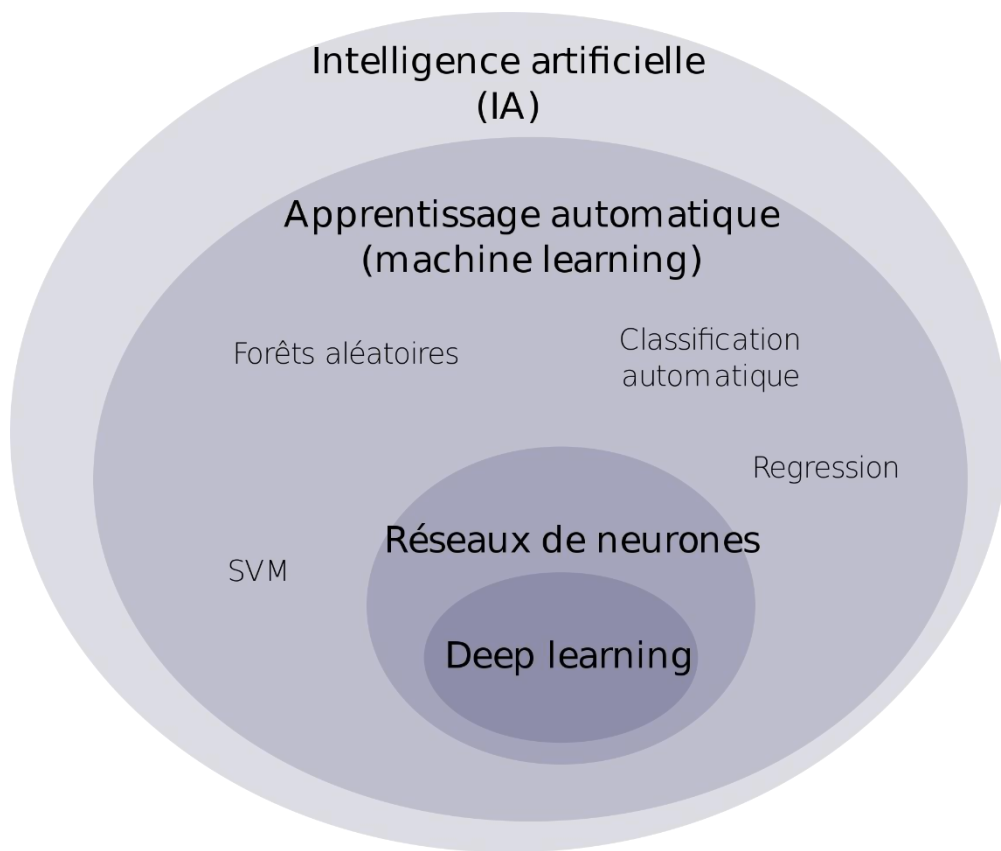 Intelligence artificielle
(IA)
Apprentissage automatique
(machine learning)
Forêts aléatoires
Classification
automatique
Regression
Réseaux de neurones
SVM
Deep learning